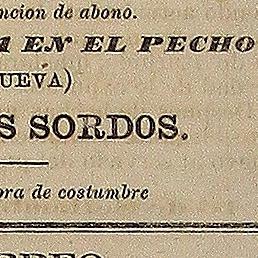 ncion de abono.
A EN EL PECHO
UEVA)
S SORDOS.
ora de costumbre